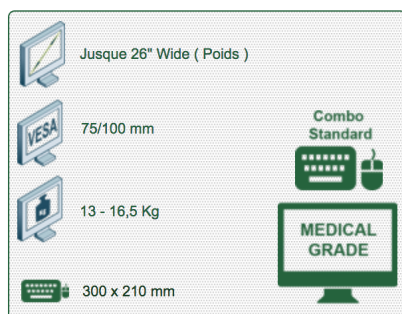 Jusque 26" Wide ( Poids )
VESA
75/100 mm
KG
13 - 16,5 Kg
300 x 210 mm
Combo
Standard
MEDICAL
GRADE